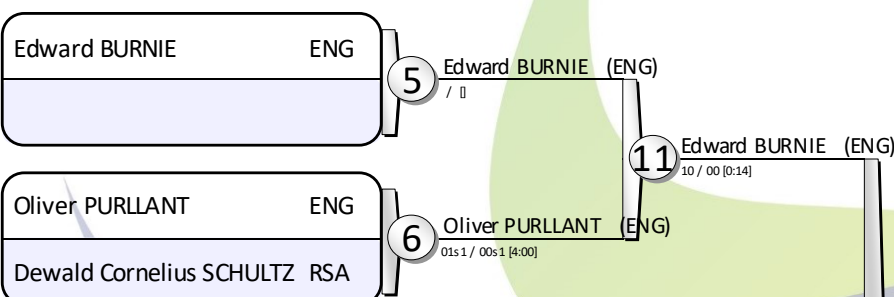 Edward BURNIE ENG
5
Edward BURNIE (ENG)
/ []
11
Edward BURNIE (ENG)
10 / 00 [0:14]
Oliver PURLLANT ENG
6
Oliver PURLLANT (ENG)
01s1 / 00s1 [4:00]
Dewald Cornelius SCHULTZ RSA